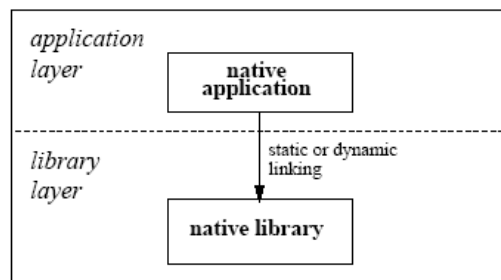 application
layer
native
application
static or dynamic
linking
library
layer
native library